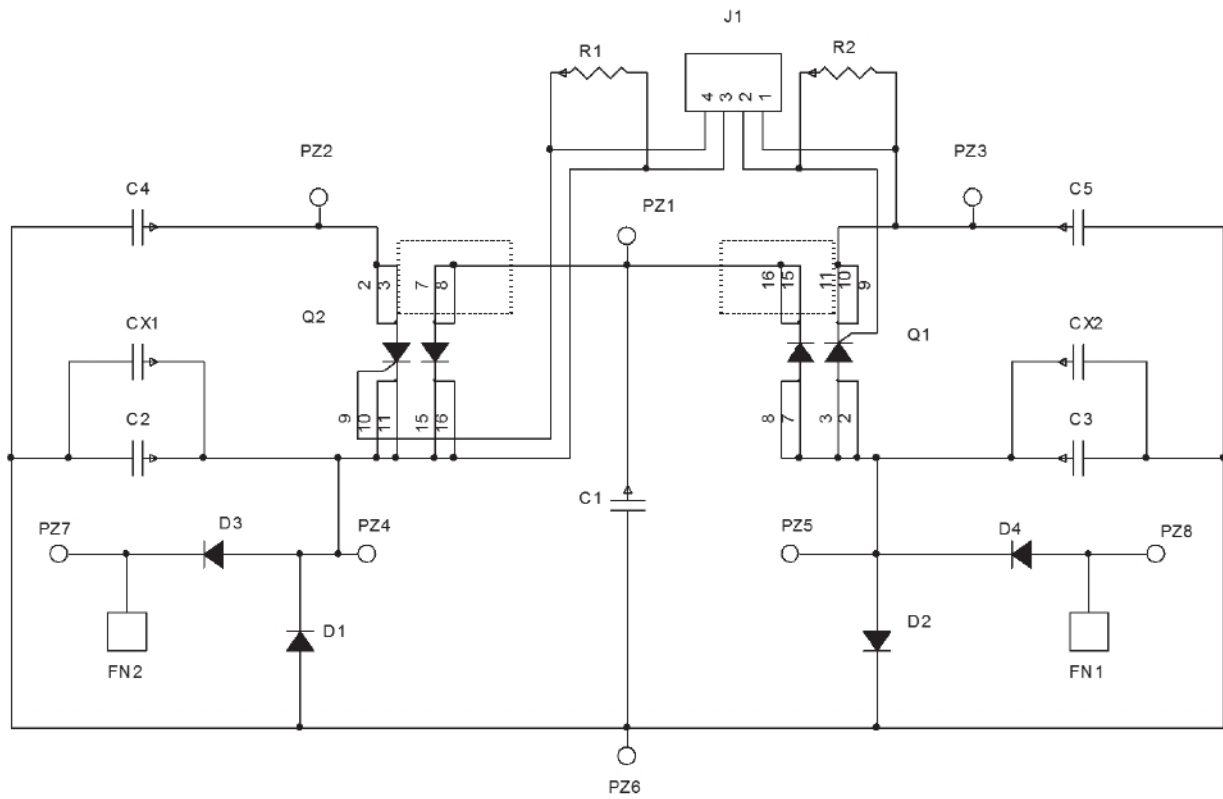 J1
R1
R2
4 3 2 1
PZ2
PZ3
C4
C5
PZ1
2 3 7 8
16 15 11 10 9
Q2
Q1
CX1
CX2
C2
C3
9 10 11 15 16
8 7 3 2
C1
PZ7
D3
PZ4
PZ5
D4
PZ8
D1
D2
FN2
FN1
PZ6